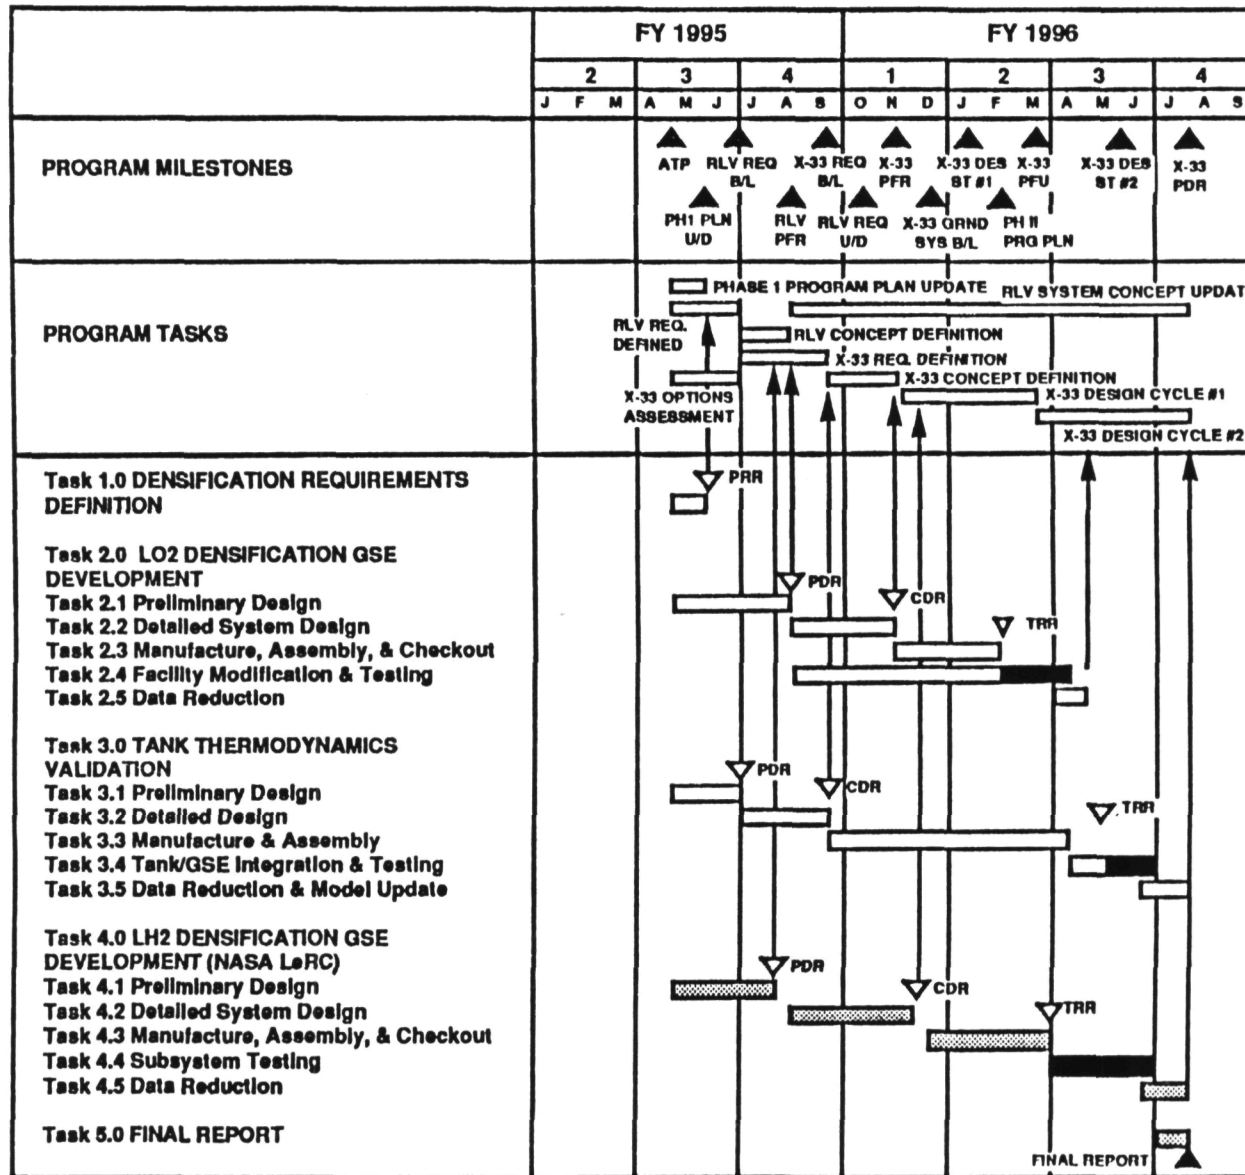 FY 1995 FY 1996
2 3 4 1 2 3 4
J F M A M J J A S O N D J F M A M J J A S
PROGRAM MILESTONES
ATP RLV REQ B/L X-33 REQ B/L X-33 PFR X-33 DES ST #1 X-33 PFU X-33 DES ST #2 X-33 PDR
PH1 PLN U/D RLV PFR RLV REQ U/D X-33 GRND SYS B/L PH II PRG PLN
PROGRAM TASKS
PHASE 1 PROGRAM PLAN UPDATE
RLV SYSTEM CONCEPT UPDAT
RLV REQ.
DEFINED
RLV CONCEPT DEFINITION
X-33 REQ. DEFINITION
X-33 CONCEPT DEFINITION
X-33 OPTIONS
ASSESSMENT
X-33 DESIGN CYCLE #1
X-33 DESIGN CYCLE #2
Task 1.0 DENSIFICATION REQUIREMENTS
DEFINITION
PRR
Task 2.0 LO2 DENSIFICATION GSE
DEVELOPMENT
Task 2.1 Preliminary Design
PDR
Task 2.2 Detailed System Design
CDR
Task 2.3 Manufacture, Assembly, & Checkout
TRR
Task 2.4 Facility Modification & Testing
Task 2.5 Data Reduction
Task 3.0 TANK THERMODYNAMICS
VALIDATION
Task 3.1 Preliminary Design
PDR
Task 3.2 Detailed Design
CDR
Task 3.3 Manufacture & Assembly
TRR
Task 3.4 Tank/GSE Integration & Testing
Task 3.5 Data Reduction & Model Update
Task 4.0 LH2 DENSIFICATION GSE
DEVELOPMENT (NASA LeRC)
Task 4.1 Preliminary Design
PDR
Task 4.2 Detailed System Design
CDR
Task 4.3 Manufacture, Assembly, & Checkout
TRR
Task 4.4 Subsystem Testing
Task 4.5 Data Reduction
Task 5.0 FINAL REPORT
FINAL REPORT